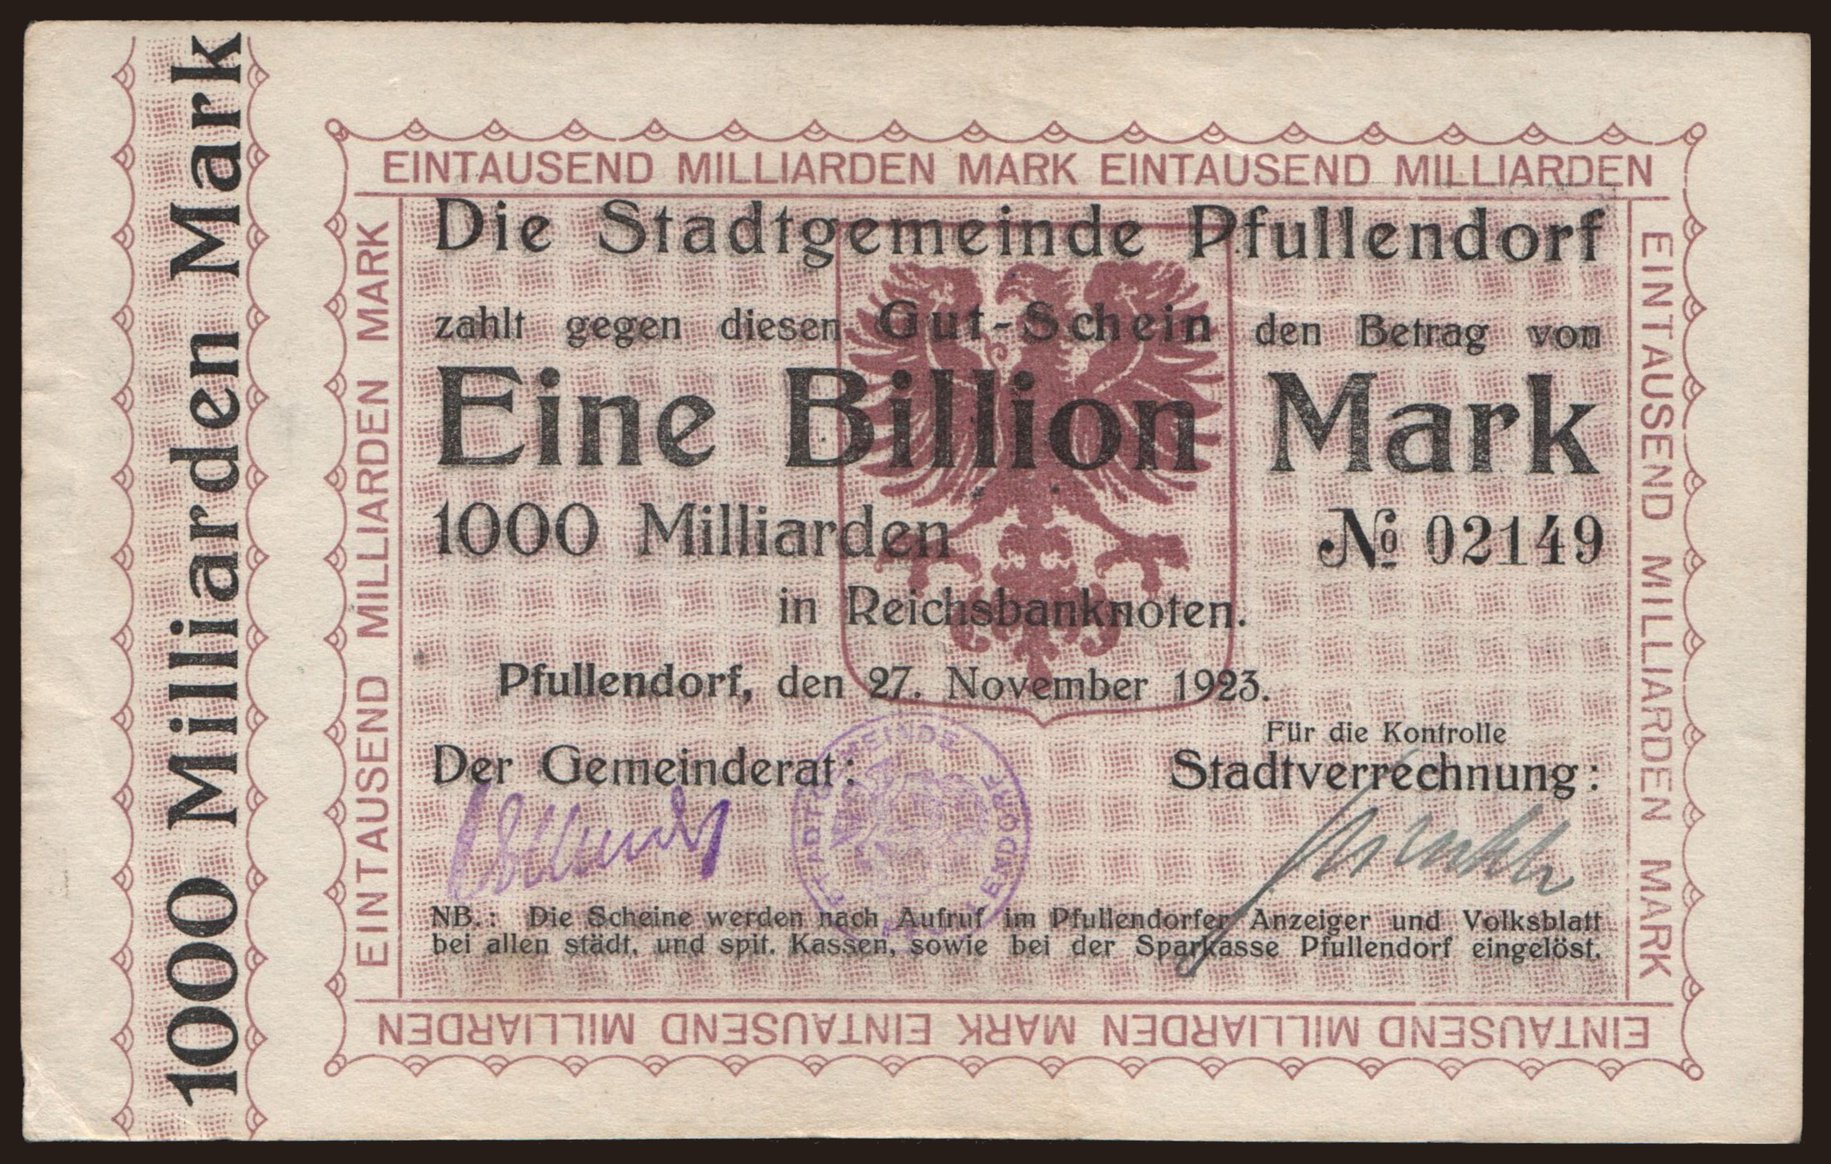 1000 Milliarden Mark
EINTAUSEND MILLIARDEN MARK EINTAUSEND MILLIARDEN
EINTAUSEND MILLIARDEN MARK
EINTAUSEND MILLIARDEN MARK
Die Stadtgemeinde Pfullendorf
zahlt gegen diesen Gut-Schein den Betrag von
Eine Billion Mark
1000 Milliarden
№ 02149
in Reichsbanknoten.
Pfullendorf, den 27. November 1923.
Für die Kontrolle
Der Gemeinderat:
Stadtverrechnung:
NB.: Die Scheine werden nach Aufruf im Pfullendorfer Anzeiger und Volksblatt
bei allen städt. und spit. Kassen, sowie bei der Sparkasse Pfullendorf eingelöst.
EINTAUSEND MILLIARDEN MARK EINTAUSEND MILLIARDEN